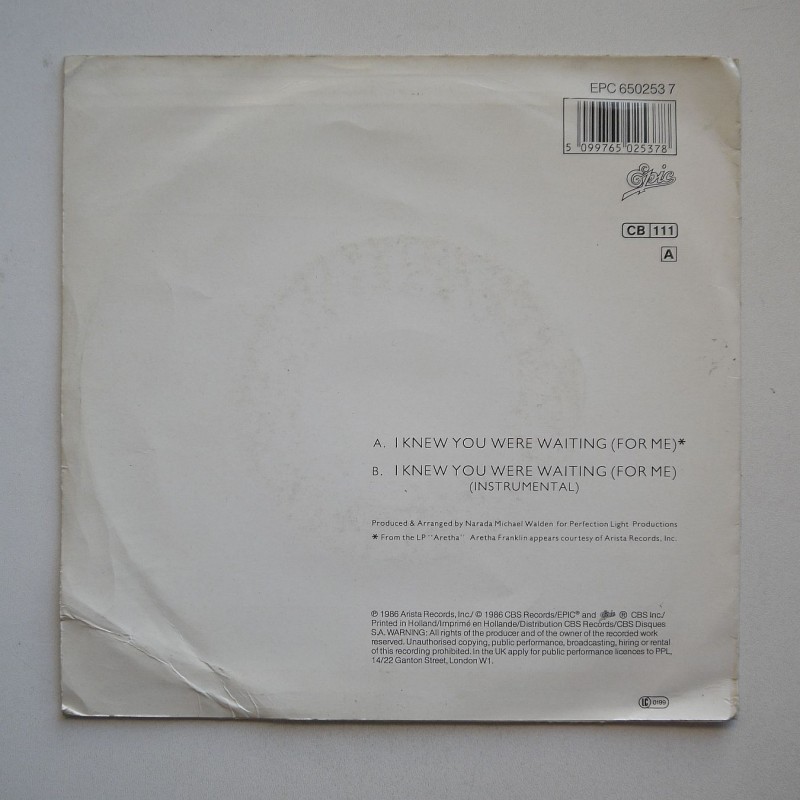 EPC 650253 7
5 099765 025378
Epic
CB 111
A
A. I KNEW YOU WERE WAITING (FOR ME)*
B. I KNEW YOU WERE WAITING (FOR ME)
(INSTRUMENTAL)
Produced & Arranged by Narada Michael Walden for Perfection Light Productions
* From the LP "Aretha" Aretha Franklin appears courtesy of Arista Records, Inc.
℗ 1986 Arista Records, Inc./ © 1986 CBS Records/EPIC® and Epic ® CBS Inc./
Printed in Holland/Imprimé en Hollande/Distribution CBS Records/CBS Disques
S.A. WARNING: All rights of the producer and of the owner of the recorded work
reserved. Unauthorised copying, public performance, broadcasting, hiring or rental
of this recording prohibited. In the UK apply for public performance licences to PPL,
14/22 Ganton Street, London W1.
LC 0199